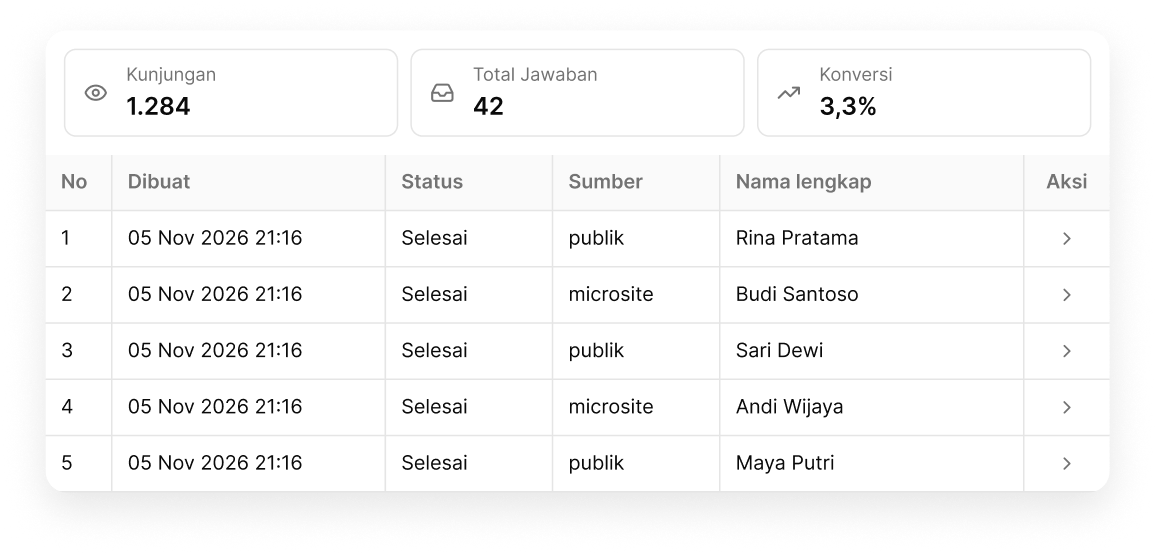 Kunjungan
1.284
Total Jawaban
42
Konversi
3,3%
No Dibuat Status Sumber Nama lengkap Aksi
1 05 Nov 2026 21:16 Selesai publik Rina Pratama
2 05 Nov 2026 21:16 Selesai microsite Budi Santoso
3 05 Nov 2026 21:16 Selesai publik Sari Dewi
4 05 Nov 2026 21:16 Selesai microsite Andi Wijaya
5 05 Nov 2026 21:16 Selesai publik Maya Putri